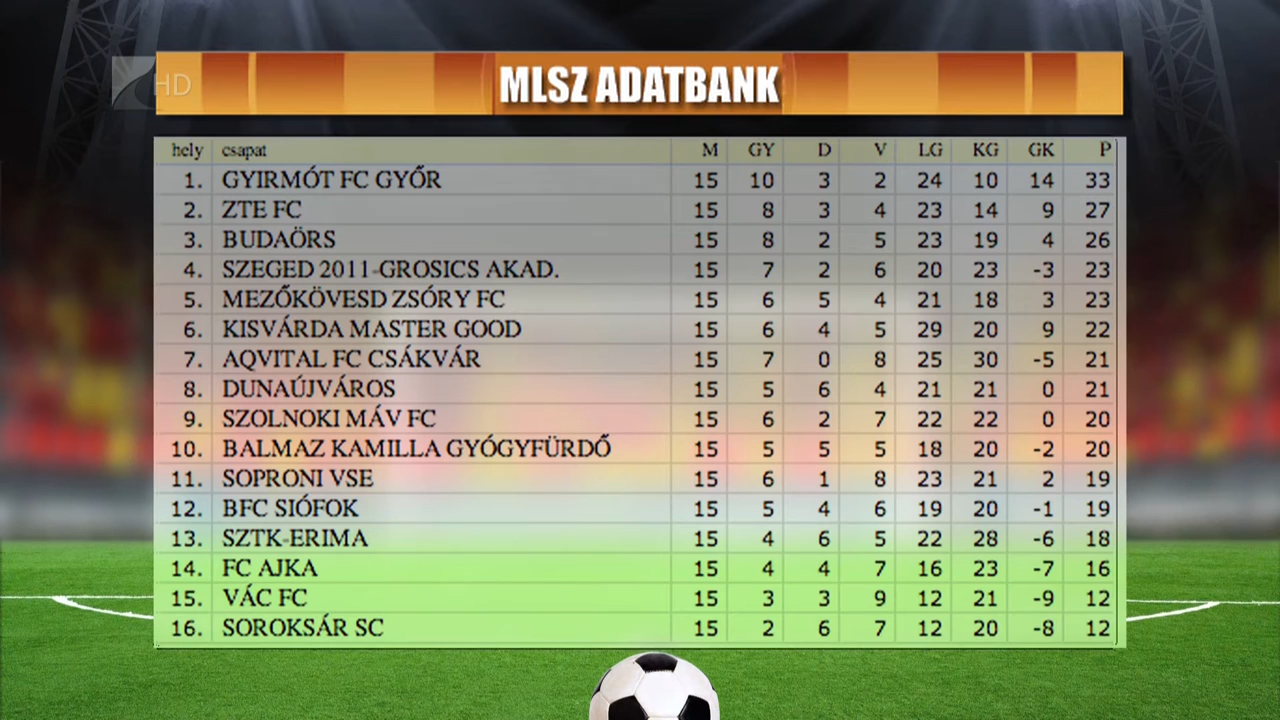 HD
MLSZ ADATBANK
hely csapat M GY D V LG KG GK P
1. GYIRMÓT FC GYŐR 15 10 3 2 24 10 14 33
2. ZTE FC 15 8 3 4 23 14 9 27
3. BUDAÖRS 15 8 2 5 23 19 4 26
4. SZEGED 2011-GROSICS AKAD. 15 7 2 6 20 23 -3 23
5. MEZŐKÖVESD ZSÓRY FC 15 6 5 4 21 18 3 23
6. KISVÁRDA MASTER GOOD 15 6 4 5 29 20 9 22
7. AQVITAL FC CSÁKVÁR 15 7 0 8 25 30 -5 21
8. DUNAÚJVÁROS 15 5 6 4 21 21 0 21
9. SZOLNOKI MÁV FC 15 6 2 7 22 22 0 20
10. BALMAZ KAMILLA GYÓGYFÜRDŐ 15 5 5 5 18 20 -2 20
11. SOPRONI VSE 15 6 1 8 23 21 2 19
12. BFC SIÓFOK 15 5 4 6 19 20 -1 19
13. SZTK-ERIMA 15 4 6 5 22 28 -6 18
14. FC AJKA 15 4 4 7 16 23 -7 16
15. VÁC FC 15 3 3 9 12 21 -9 12
16. SOROKSÁR SC 15 2 6 7 12 20 -8 12